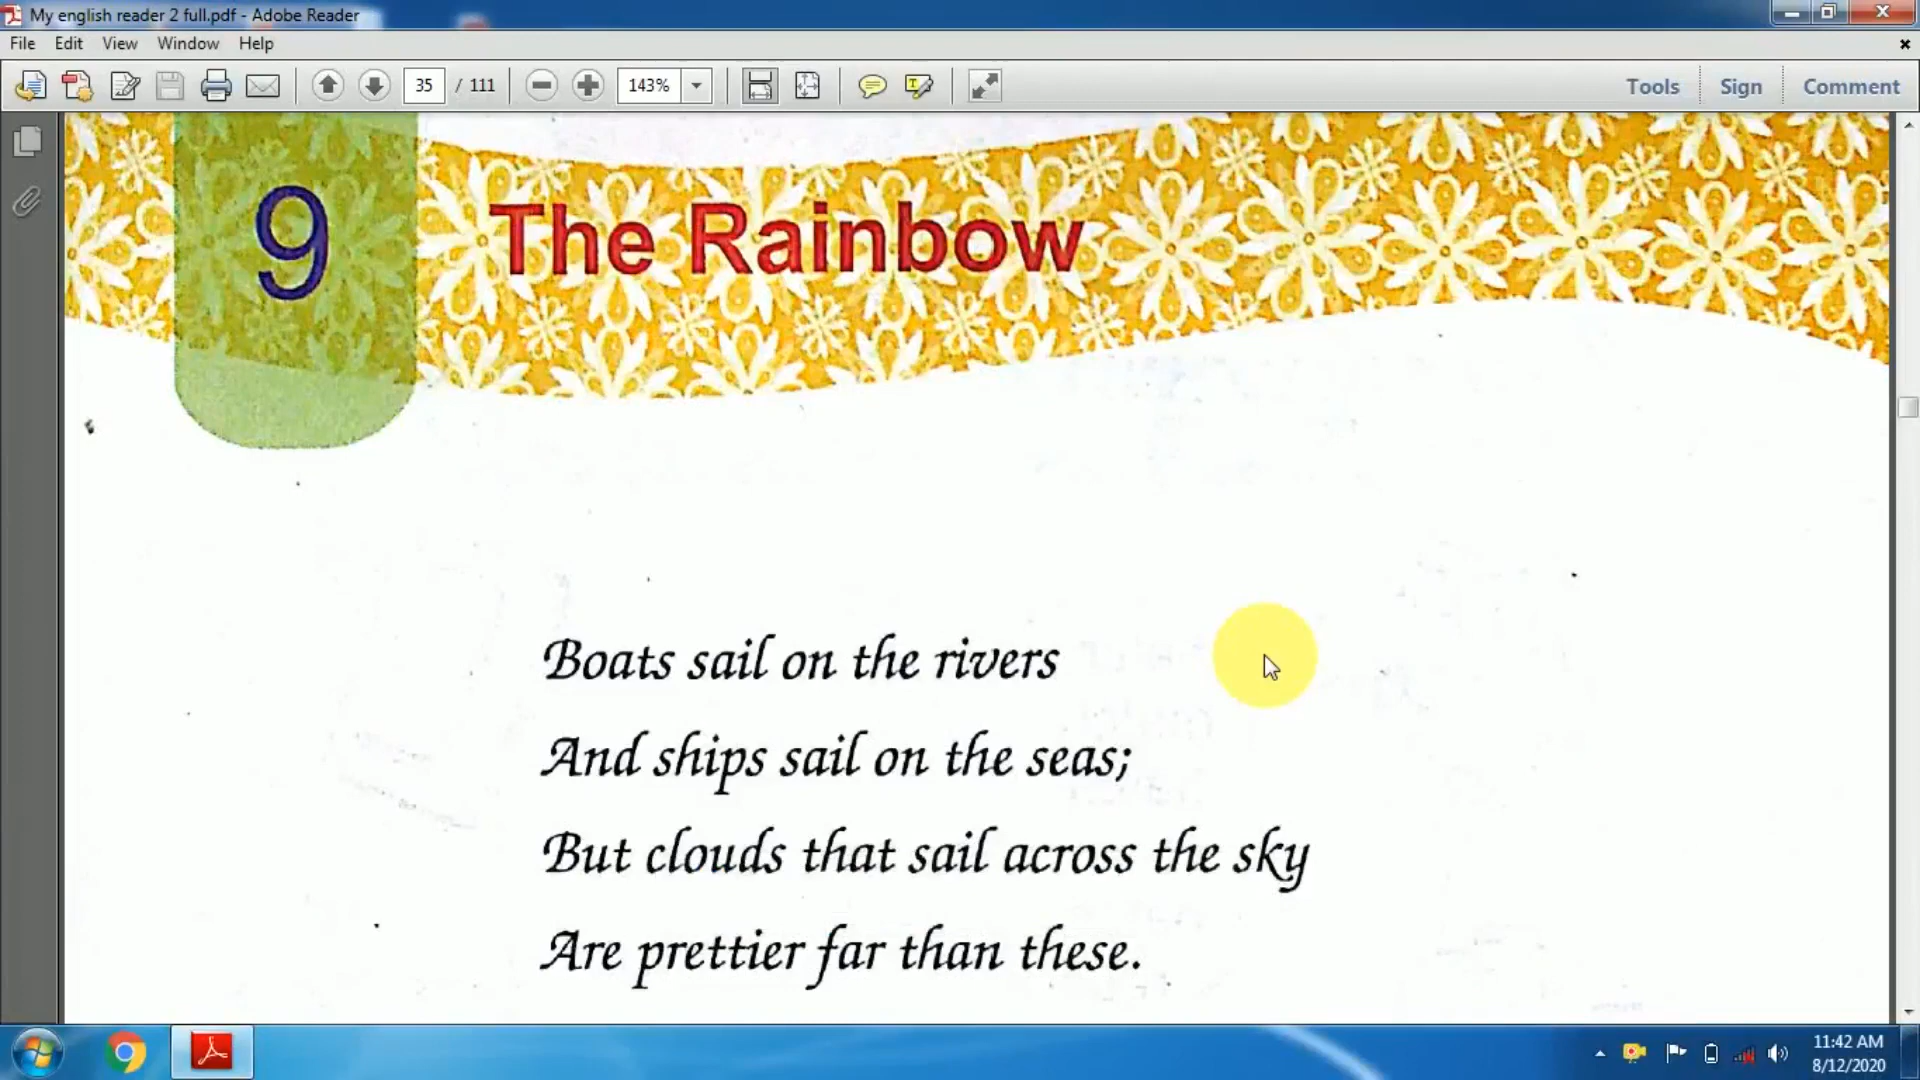 My english reader 2 full.pdf - Adobe Reader
File Edit View Window Help
35 / 111 143% Tools Sign Comment
9 The Rainbow
Boats sail on the rivers
And ships sail on the seas;
But clouds that sail across the sky
Are prettier far than these.
11:42 AM
8/12/2020